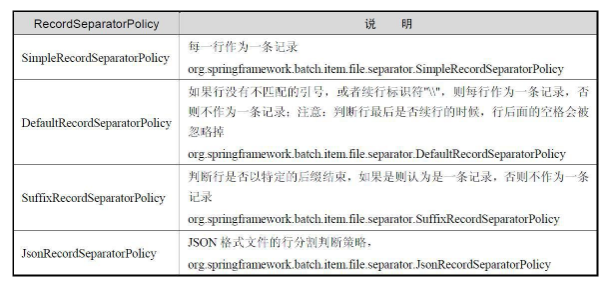 RecordSeparatorPolicy 说 明
SimpleRecordSeparatorPolicy
每一行作为一条记录
org.springframework.batch.item.file.separator.SimpleRecordSeparatorPolicy
DefaultRecordSeparatorPolicy
如果行没有不匹配的引号，或者续行标识符"\\"，则每行作为一条记录，否
则不作为一条记录；注意：判断行最后是否续行的时候，行后面的空格会被
忽略掉
org.springframework.batch.item.file.separator.DefaultRecordSeparatorPolicy
SuffixRecordSeparatorPolicy
判断行是否以特定的后缀结束，如果是则认为是一条记录，否则不作为一条
记录
org.springframework.batch.item.file.separator.SuffixRecordSeparatorPolicy
JsonRecordSeparatorPolicy
JSON 格式文件的行分割判断策略，
org.springframework.batch.item.file.separator.JsonRecordSeparatorPolicy